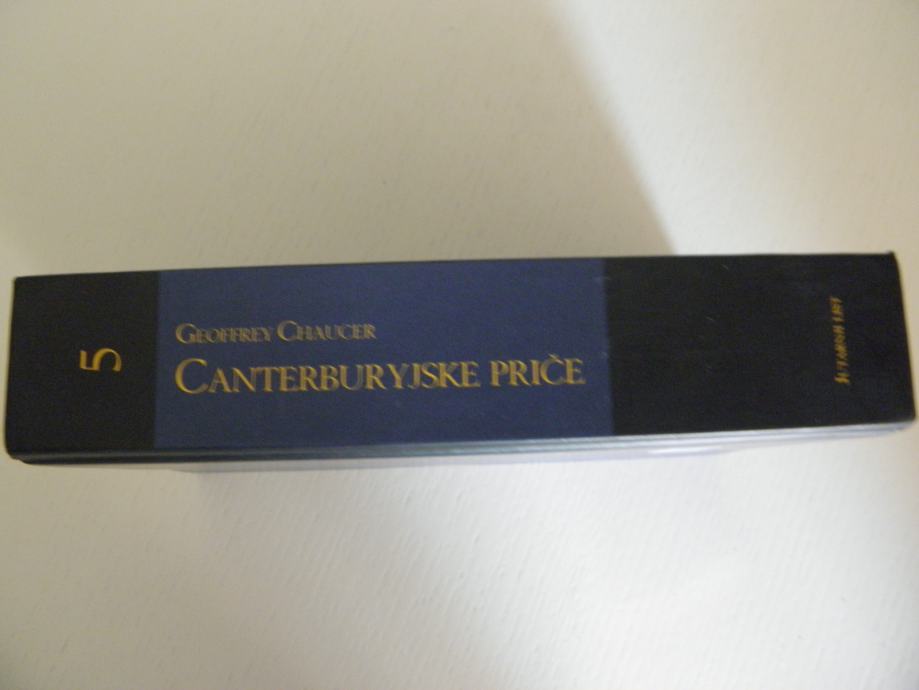 5
GEOFFREY CHAUCER
CANTERBURYJSKE PRIČE
JUTARNJI LIST